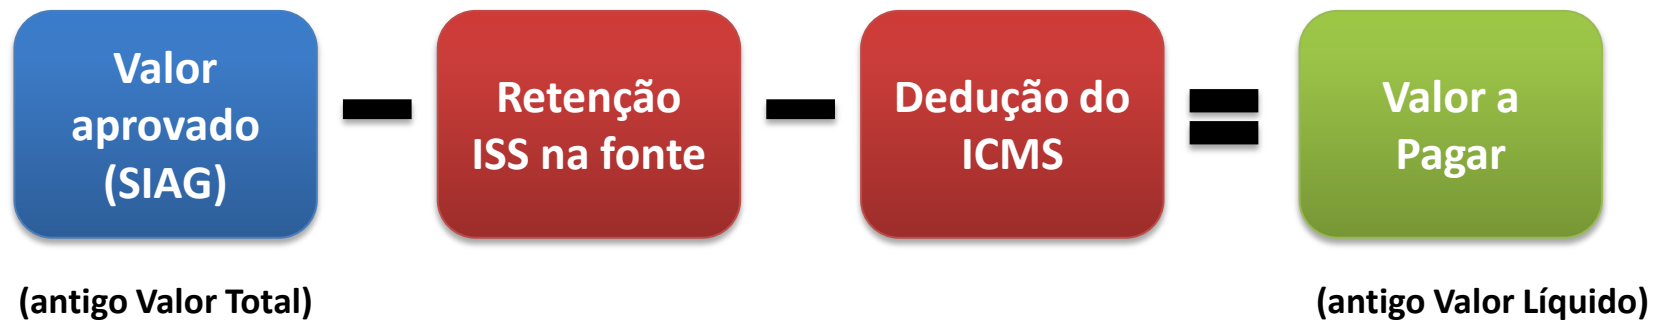 Valor
aprovado
(SIAG)
Retenção
ISS na fonte
Dedução do
ICMS
Valor a
Pagar
(antigo Valor Total)
(antigo Valor Líquido)